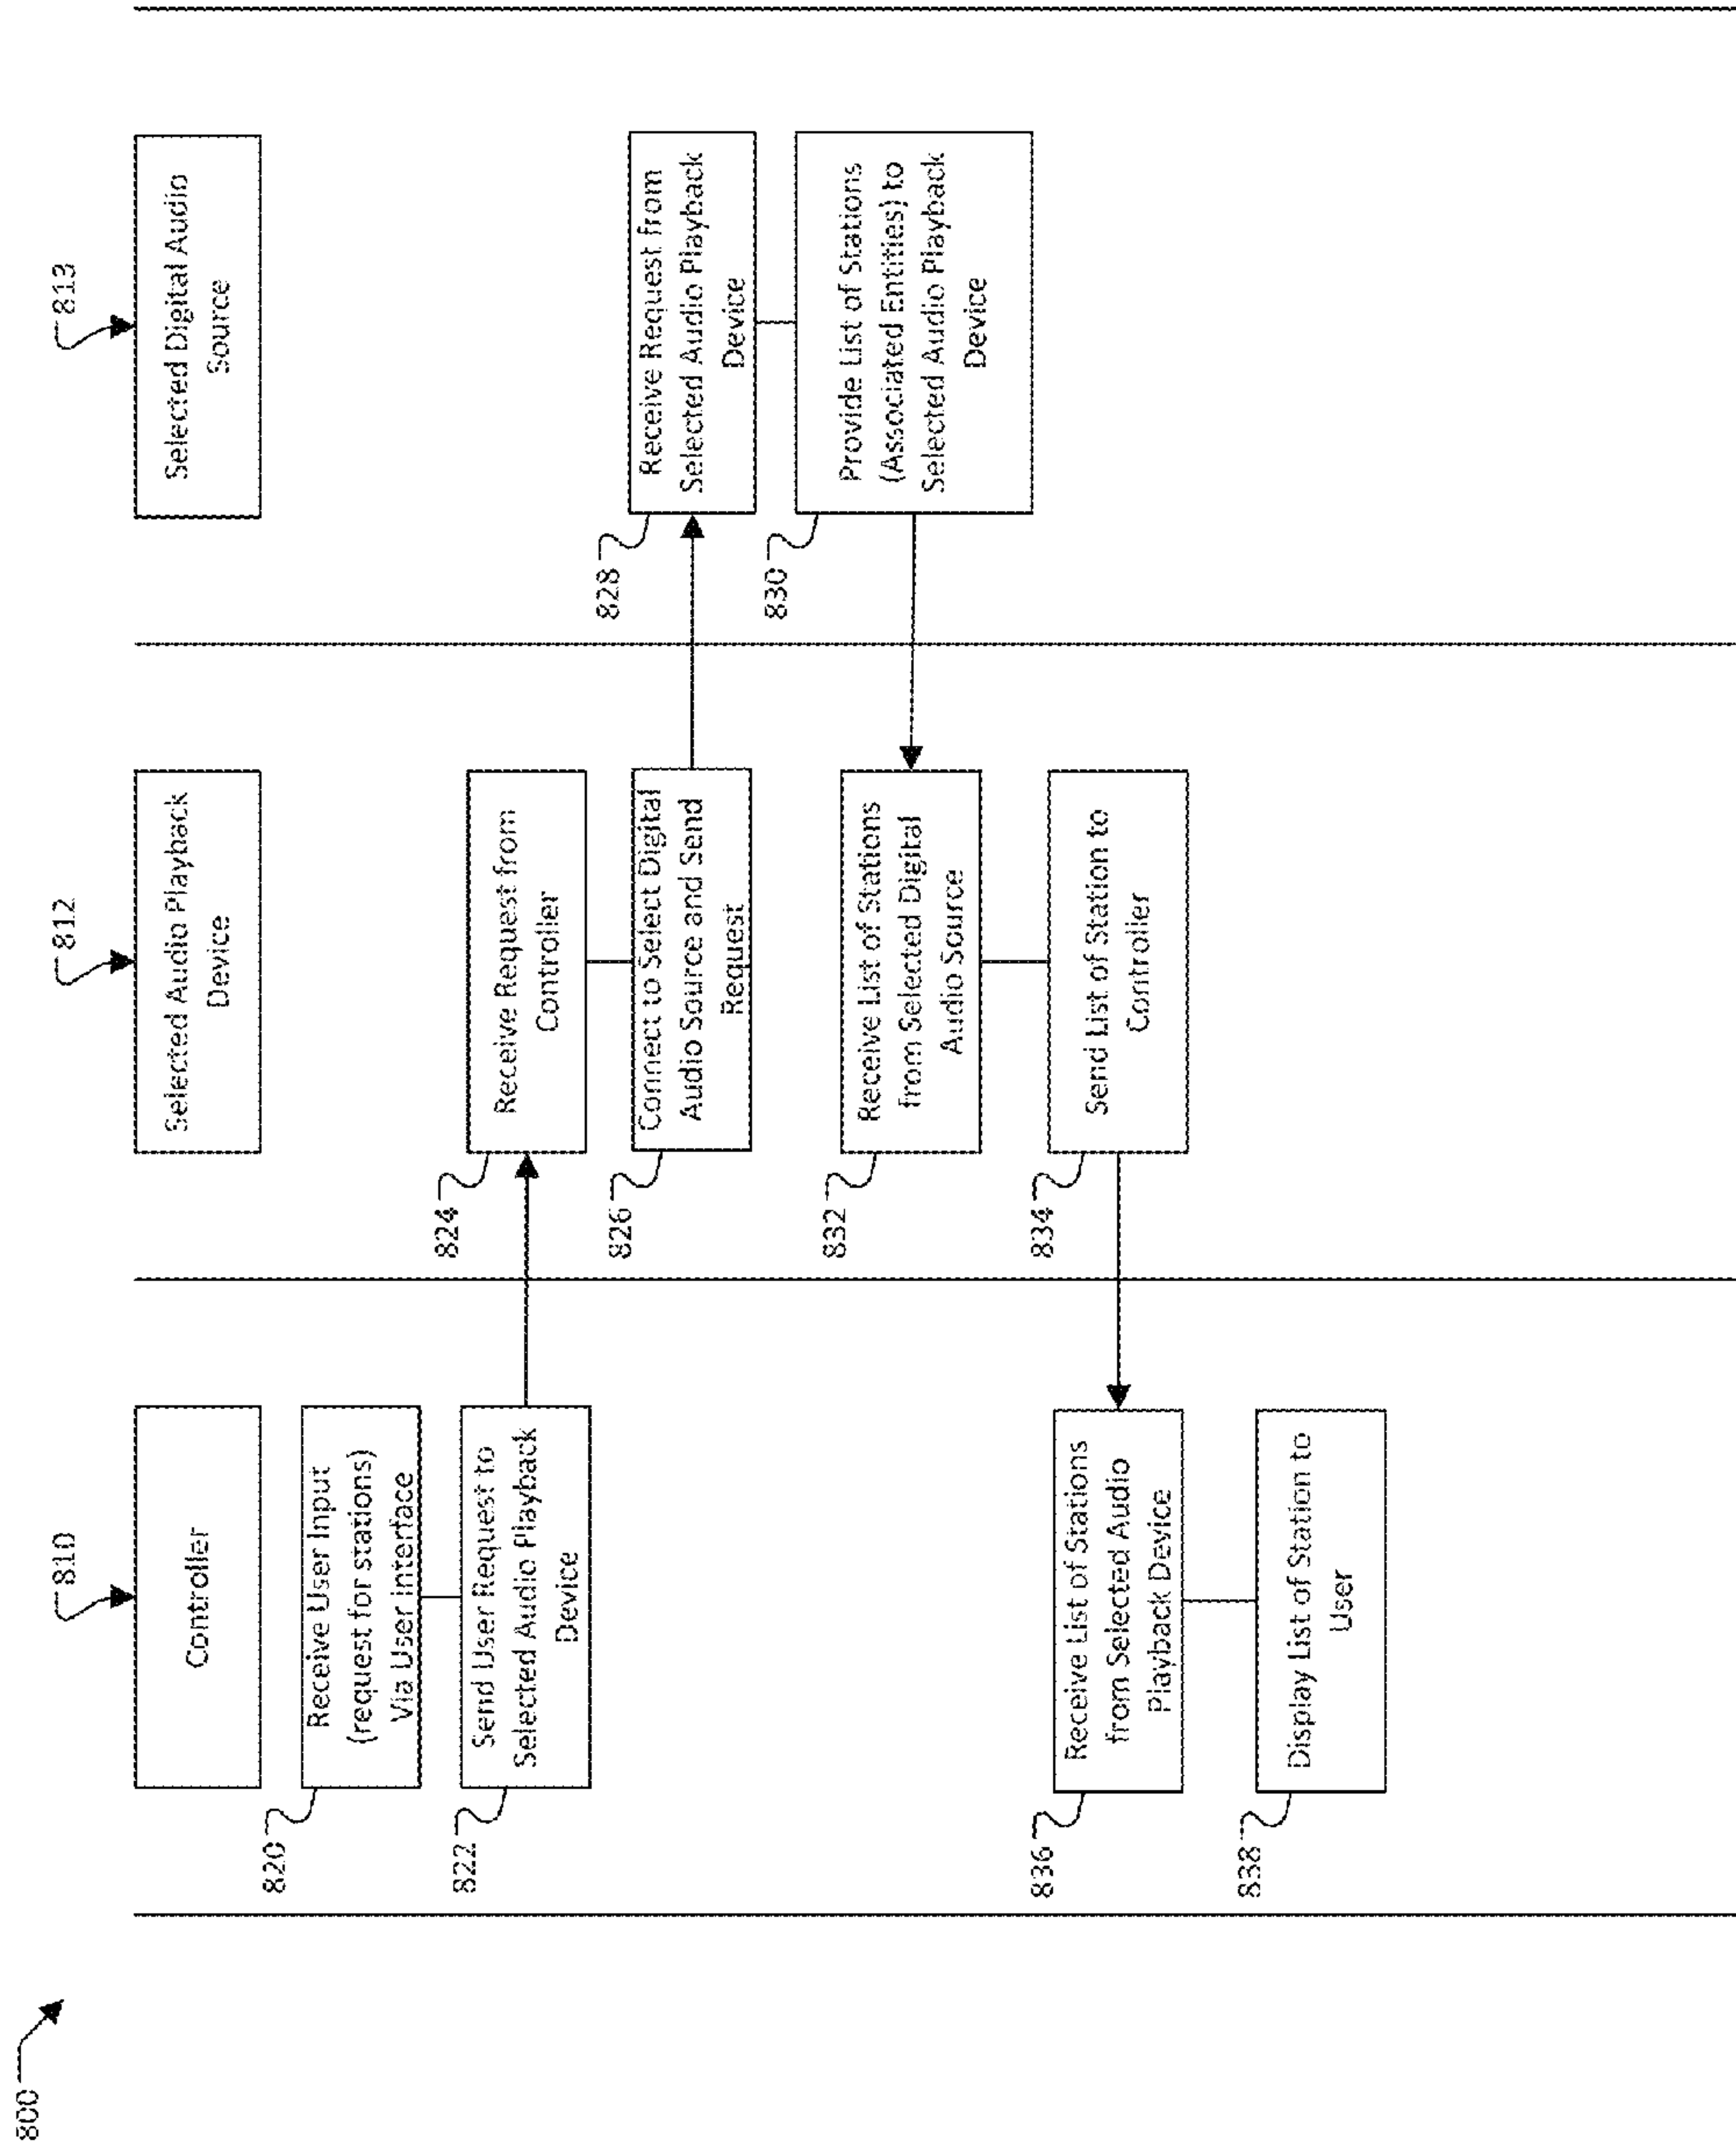 800
810
Controller
812
Selected Audio Playback
Device
813
Selected Digital Audio
Source
820
Receive User Input
(request for stations)
Via User Interface
822
Send User Request to
Selected Audio Playback
Device
824
Receive Request from
Controller
826
Connect to Select Digital
Audio Source and Send
Request
828
Receive Request from
Selected Audio Playback
Device
830
Provide List of Stations
(Associated Entities) to
Selected Audio Playback
Device
832
Receive List of Stations
from Selected Digital
Audio Source
834
Send List of Station to
Controller
836
Receive List of Stations
from Selected Audio
Playback Device
838
Display List of Station to
User